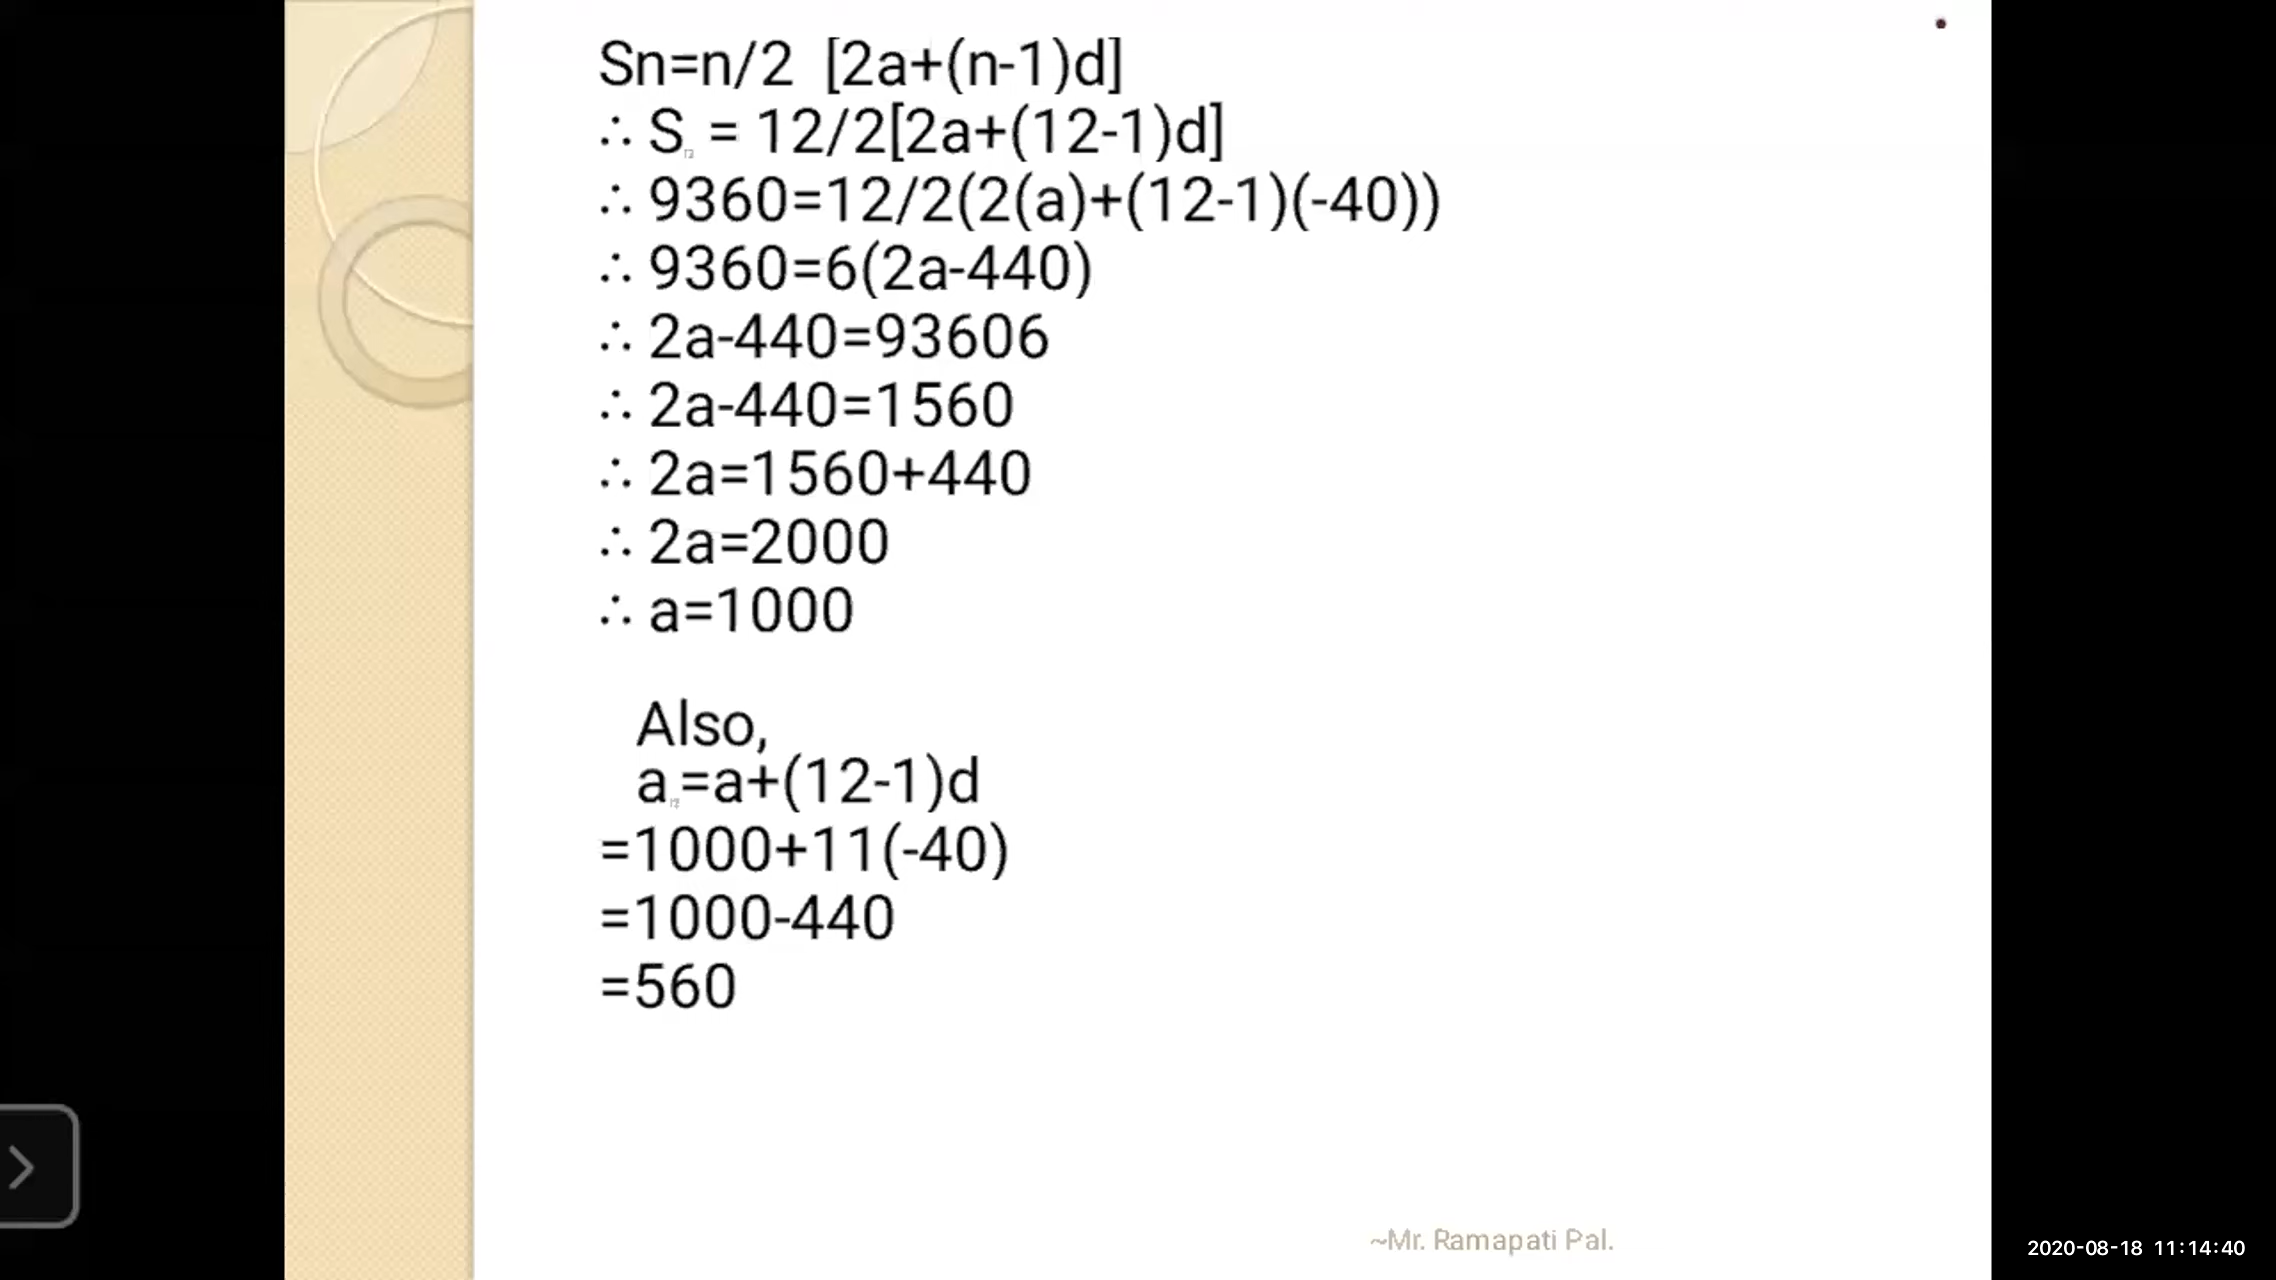 Sn=n/2 [2a+(n-1)d]
∴ S₁₂ = 12/2[2a+(12-1)d]
∴ 9360=12/2(2(a)+(12-1)(-40))
∴ 9360=6(2a-440)
∴ 2a-440=93606
∴ 2a-440=1560
∴ 2a=1560+440
∴ 2a=2000
∴ a=1000
Also,
a₁₂=a+(12-1)d
=1000+11(-40)
=1000-440
=560
~Mr. Ramapati Pal.
2020-08-18 11:14:40